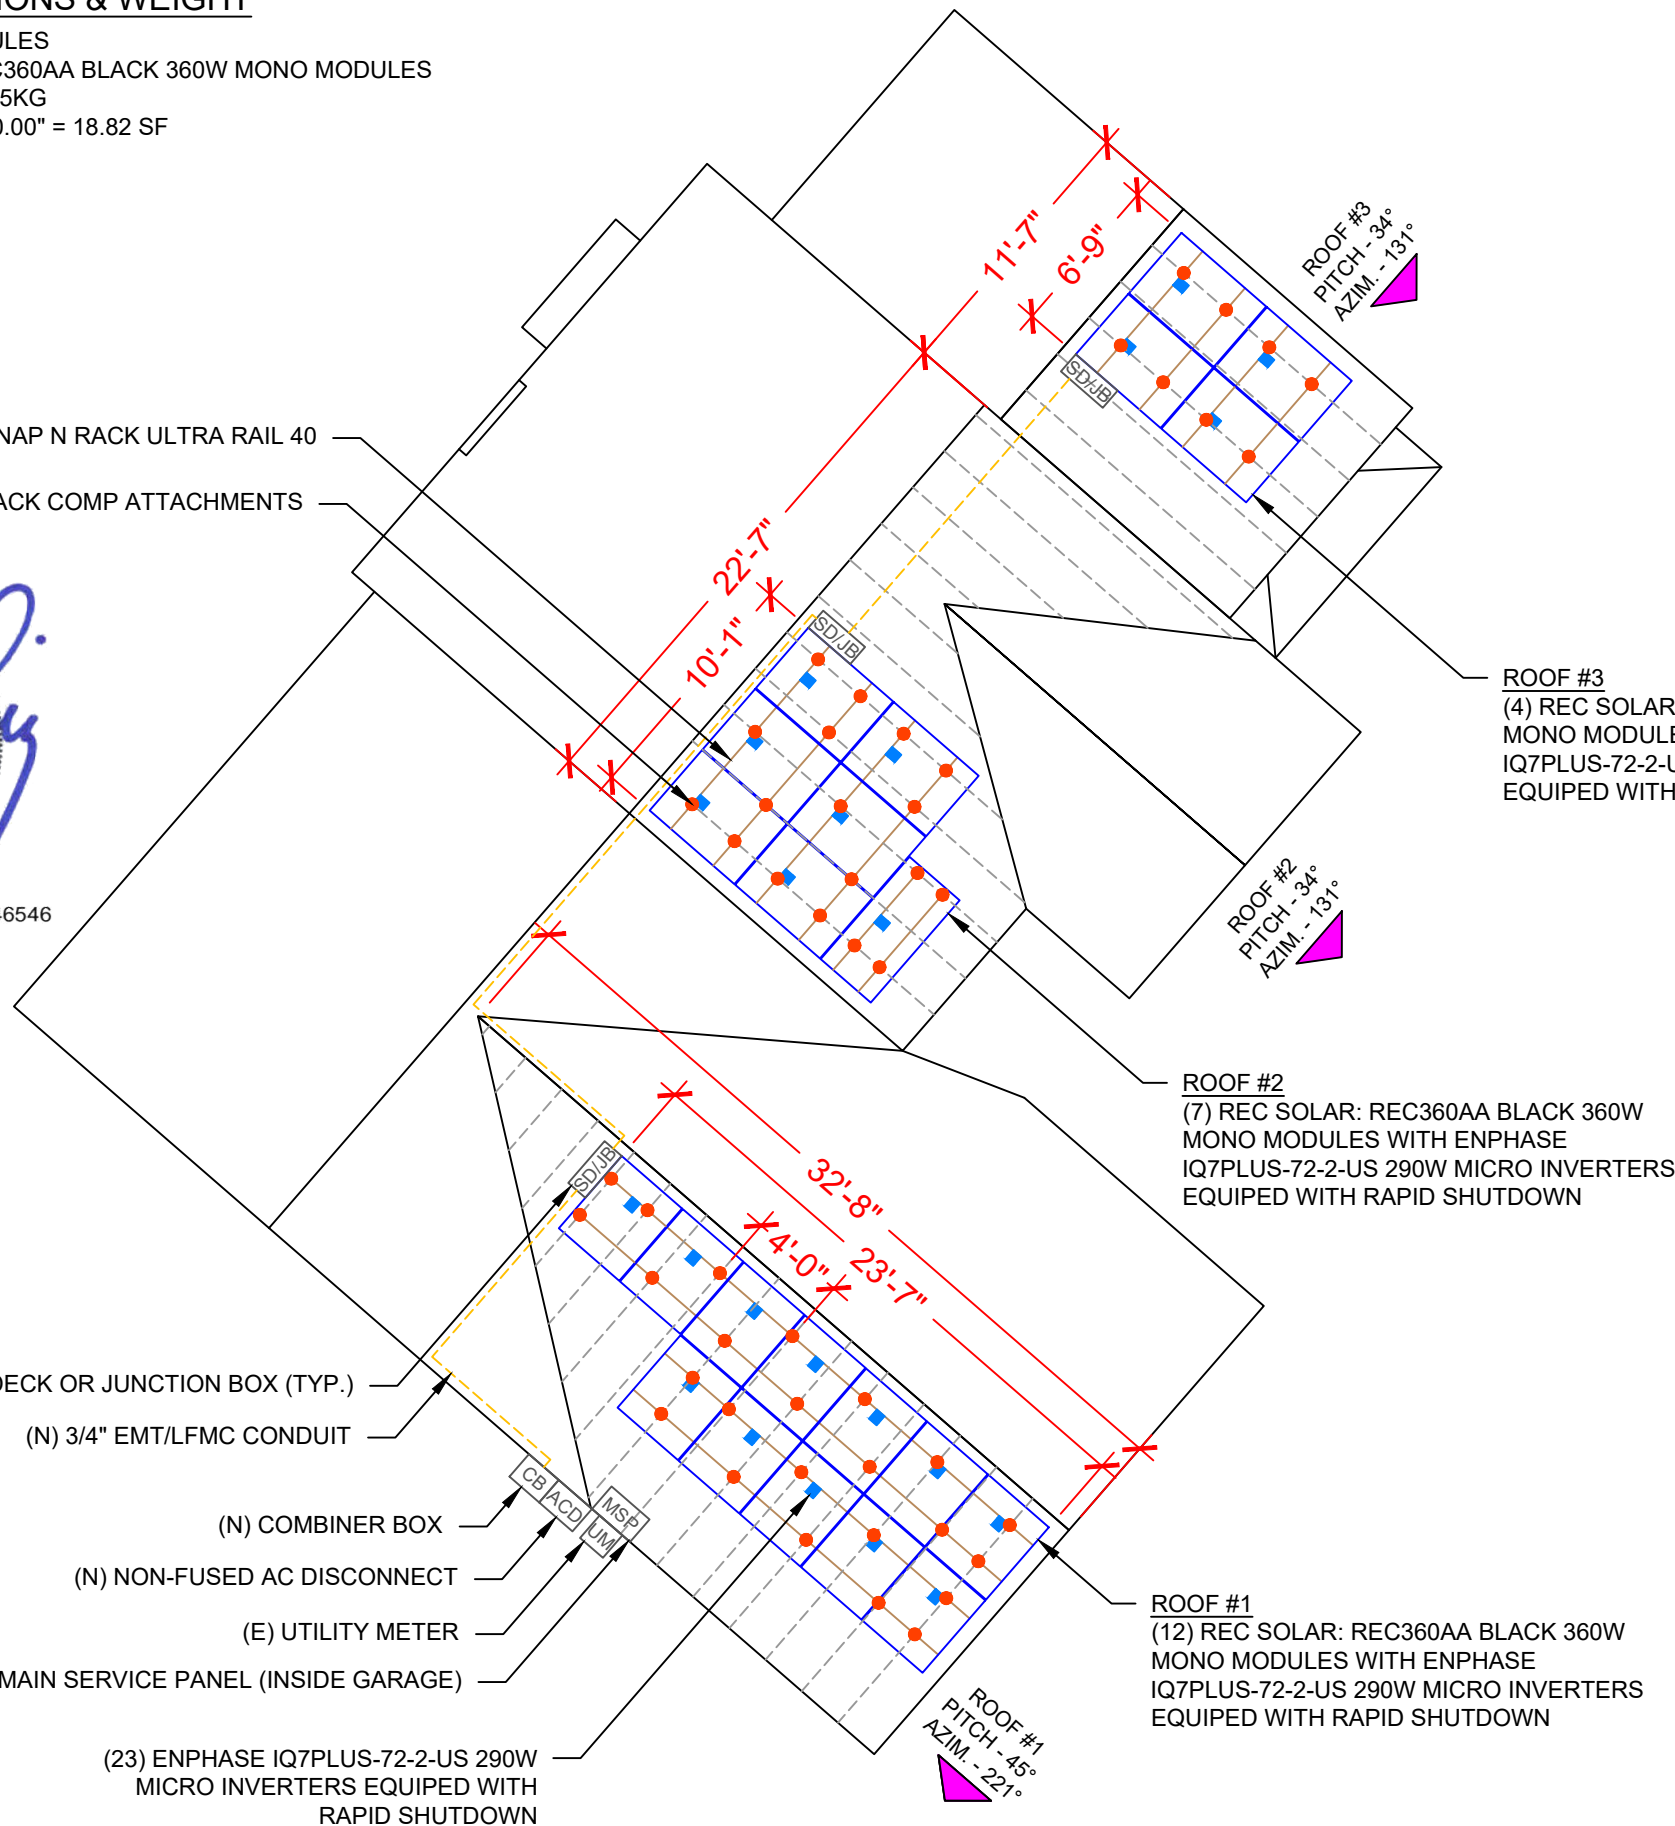 IONS & WEIGHT
ULES
C360AA BLACK 360W MONO MODULES
5KG
0.00" = 18.82 SF
11'-7"
6'-9"
ROOF #3
PITCH - 34°
AZIM. - 131°
SD/JB
NAP N RACK ULTRA RAIL 40
ACK COMP ATTACHMENTS
22'-7"
10'-1"
SD/JB
ROOF #3
(4) REC SOLAR
MONO MODULE
IQ7PLUS-72-2-U
EQUIPED WITH
46546
ROOF #2
PITCH - 34°
AZIM. - 131°
ROOF #2
(7) REC SOLAR: REC360AA BLACK 360W
MONO MODULES WITH ENPHASE
IQ7PLUS-72-2-US 290W MICRO INVERTERS
EQUIPED WITH RAPID SHUTDOWN
32'-8"
23'-7"
4'-0"
SD/JB
DECK OR JUNCTION BOX (TYP.)
(N) 3/4" EMT/LFMC CONDUIT
CB
ACD
MSP
UM
(N) COMBINER BOX
(N) NON-FUSED AC DISCONNECT
(E) UTILITY METER
MAIN SERVICE PANEL (INSIDE GARAGE)
ROOF #1
(12) REC SOLAR: REC360AA BLACK 360W
MONO MODULES WITH ENPHASE
IQ7PLUS-72-2-US 290W MICRO INVERTERS
EQUIPED WITH RAPID SHUTDOWN
ROOF #1
PITCH - 45°
AZIM. - 221°
(23) ENPHASE IQ7PLUS-72-2-US 290W
MICRO INVERTERS EQUIPED WITH
RAPID SHUTDOWN